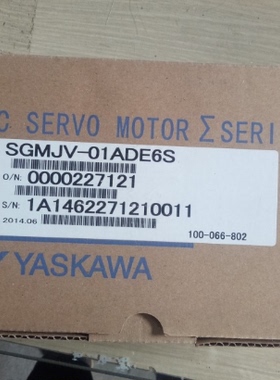 C SERVO MOTOR Σ SERI
SGMJV-01ADE6S
O/N: 0000227121
S/N: 1A1462271210011
2014.06
100-066-802
YASKAWA